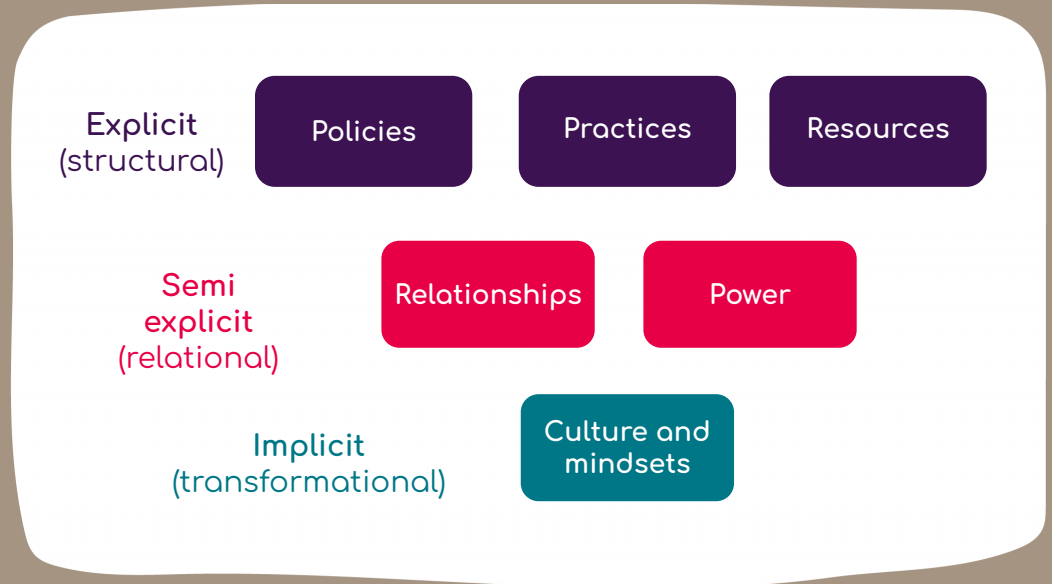 Explicit
(structural)
Policies
Practices
Resources
Semi
explicit
(relational)
Relationships
Power
Implicit
(transformational)
Culture and
mindsets